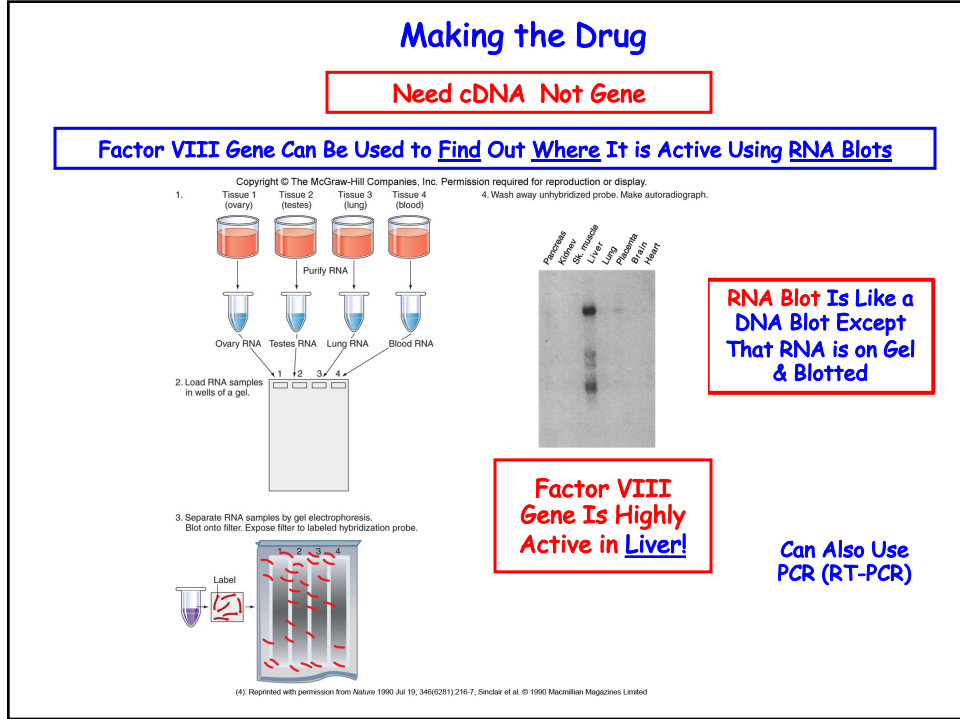 Making the Drug
Need cDNA Not Gene
Factor VIII Gene Can Be Used to Find Out Where It is Active Using RNA Blots
Copyright © The McGraw-Hill Companies, Inc. Permission required for reproduction or display.
1.
Tissue 1 (ovary)
Tissue 2 (testes)
Tissue 3 (lung)
Tissue 4 (blood)
Purify RNA
Ovary RNA Testes RNA Lung RNA Blood RNA
1 2 3 4
2. Load RNA samples
in wells of a gel.
3. Separate RNA samples by gel electrophoresis.
Blot onto filter. Expose filter to labeled hybridization probe.
1 2 3 4
Label
4. Wash away unhybridized probe. Make autoradiograph.
Pancreas
Kidney
Sk. muscle
Liver
Lung
Placenta
Brain
Heart
RNA Blot Is Like a
DNA Blot Except
That RNA is on Gel
& Blotted
Factor VIII
Gene Is Highly
Active in Liver!
Can Also Use
PCR (RT-PCR)
(4): Reprinted with permission from Nature 1990 Jul 19; 346(6281):216-7, Sinclair et al. © 1990 Macmillian Magazines Limited